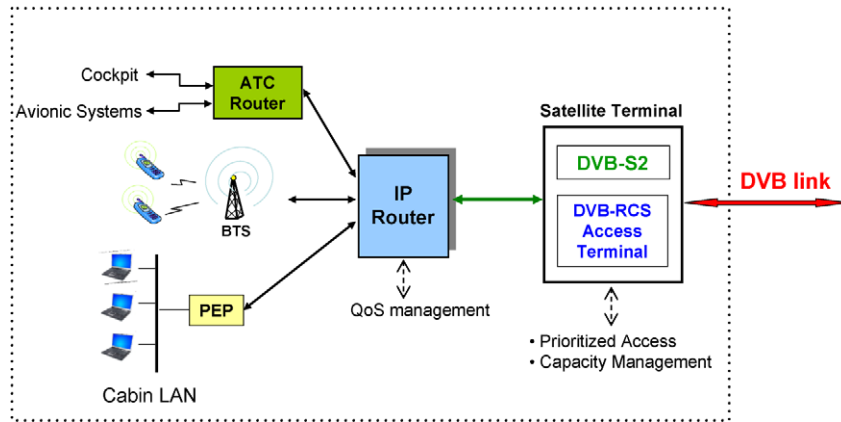 Cockpit
Avionic Systems
ATC
Router
BTS
PEP
Cabin LAN
IP
Router
QoS management
Satellite Terminal
DVB-S2
DVB-RCS
Access
Terminal
• Prioritized Access
• Capacity Management
DVB link